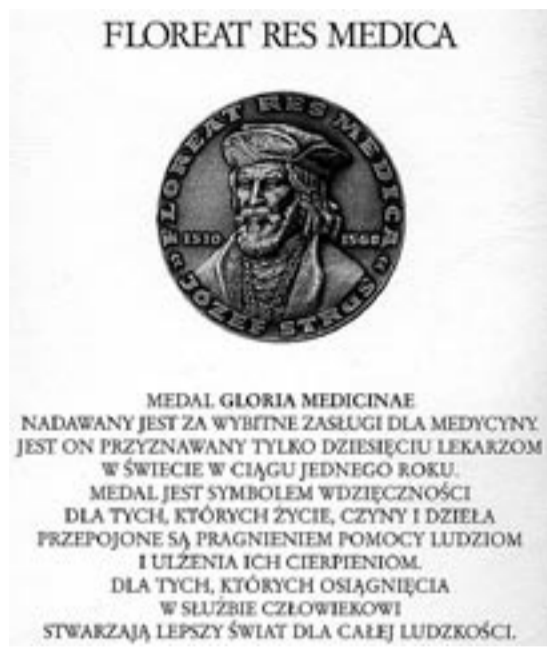 FLOREAT RES MEDICA
FLOREAT RES MEDICA
1510 1568
JÓZEF STRUŚ
MEDAL GLORIA MEDICINAE
NADAWANY JEST ZA WYBITNE ZASŁUGI DLA MEDYCYNY.
JEST ON PRZYZNAWANY TYLKO DZIESIĘCIU LEKARZOM
W ŚWIECIE W CIĄGU JEDNEGO ROKU.
MEDAL JEST SYMBOLEM WDZIĘCZNOŚCI
DLA TYCH, KTÓRYCH ŻYCIE, CZYNY I DZIEŁA
PRZEPOJONE SĄ PRAGNIENIEM POMOCY LUDZIOM
I ULŻENIA ICH CIERPIENIOM.
DLA TYCH, KTÓRYCH OSIĄGNIĘCIA
W SŁUŻBIE CZŁOWIEKOWI
STWARZAJĄ LEPSZY ŚWIAT DLA CAŁEJ LUDZKOŚCI.